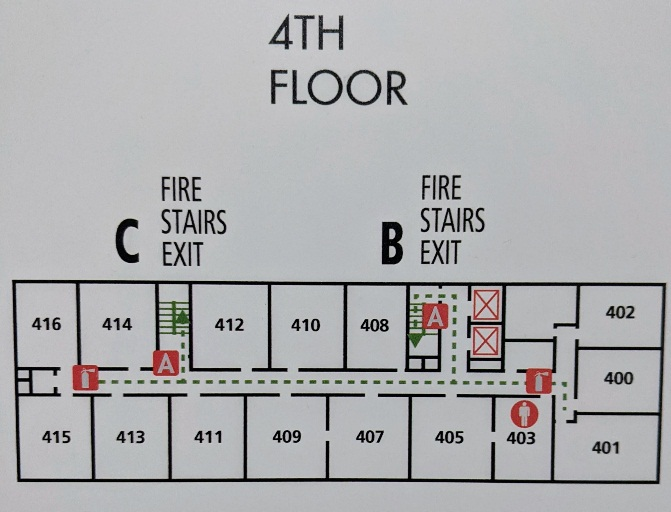 4TH
FLOOR
C
FIRE
STAIRS
EXIT
B
FIRE
STAIRS
EXIT
416
414
A
412
410
408
A
402
400
415
413
411
409
407
405
403
401